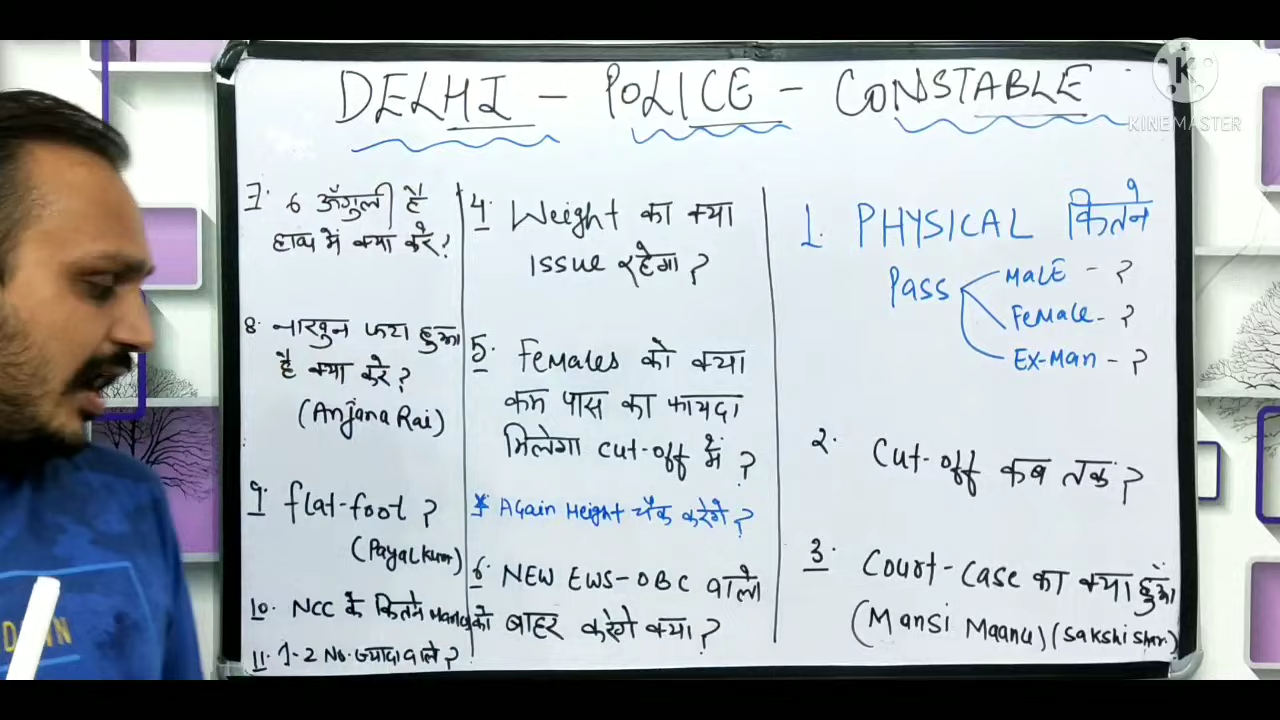 DELHI - POLICE - CONSTABLE
K
KINEMASTER
1. PHYSICAL कितने
Pass
MALE - ?
Female - ?
Ex-Man - ?
2. Cut-off कब तक ?
3. Court-Case का क्या हुआ
(Mansi Maanu) (Sakshi Shar.)
4. Weight का क्या
Issue रहेगा ?
5. Females को क्या
कम पास का फायदा
मिलेगा Cut-off में ?
* Again Height चैक करेंगे ?
6. NEW EWS-OBC वालो
को बाहर करेगे क्या ?
7. 6 अँगुली है
हाथ में क्या करे ?
8. नाखुन फटा हुआ
है क्या करे ?
(Anjana Rai)
9. flat-foot ?
(Payal kum)
10. NCC के कितने
11. 1-2 No. ज्यादा वाले ?
DOWN